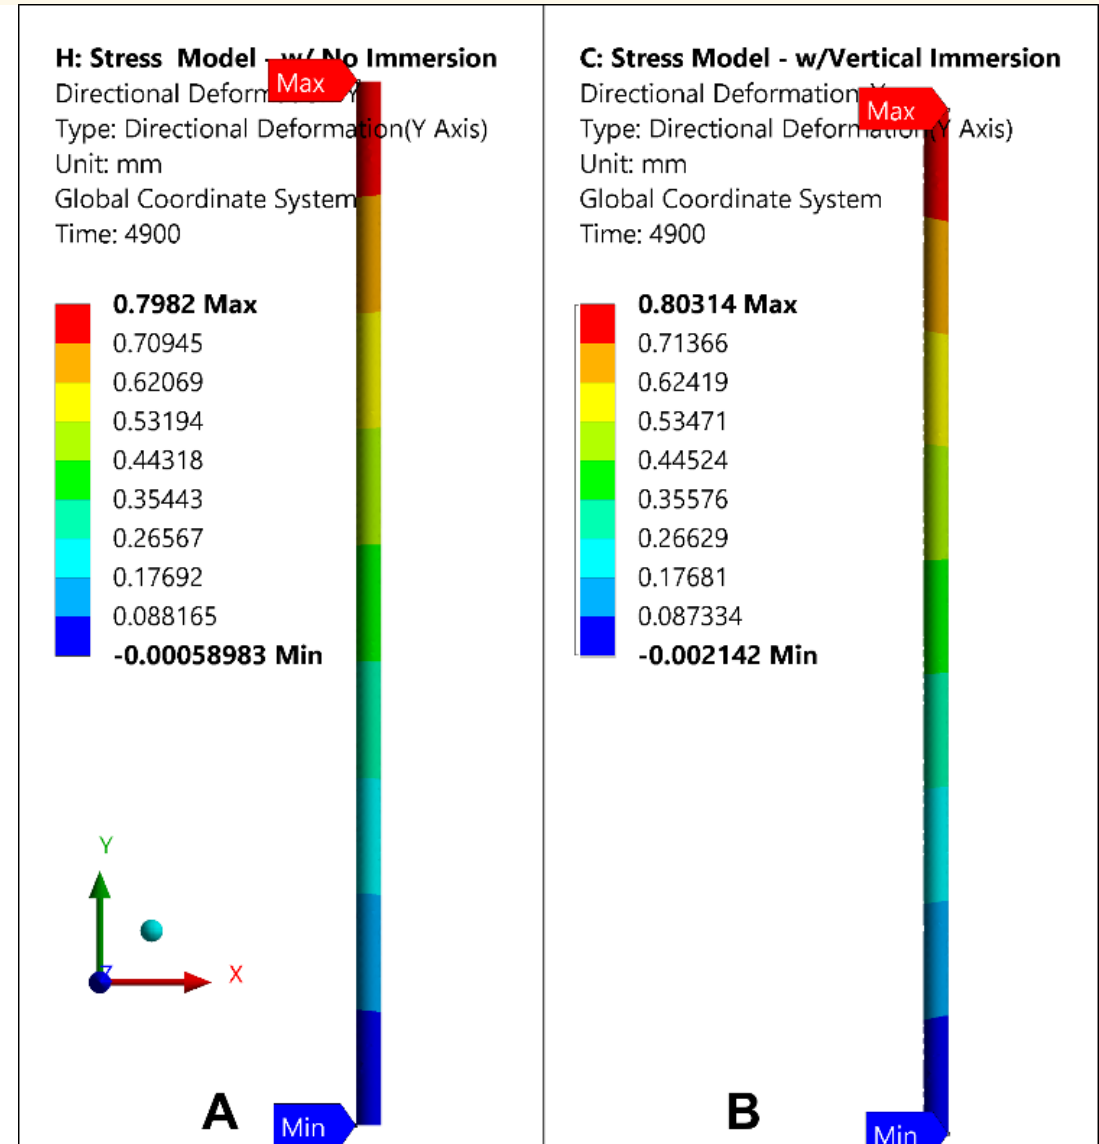 H: Stress Model - w/ No Immersion
Directional Deformation Y
Type: Directional Deformation(Y Axis)
Unit: mm
Global Coordinate System
Time: 4900
Max
0.7982 Max
0.70945
0.62069
0.53194
0.44318
0.35443
0.26567
0.17692
0.088165
-0.00058983 Min
Y
Z
X
A
Min
C: Stress Model - w/Vertical Immersion
Directional Deformation Y
Type: Directional Deformation(Y Axis)
Unit: mm
Global Coordinate System
Time: 4900
Max
0.80314 Max
0.71366
0.62419
0.53471
0.44524
0.35576
0.26629
0.17681
0.087334
-0.002142 Min
B
Min